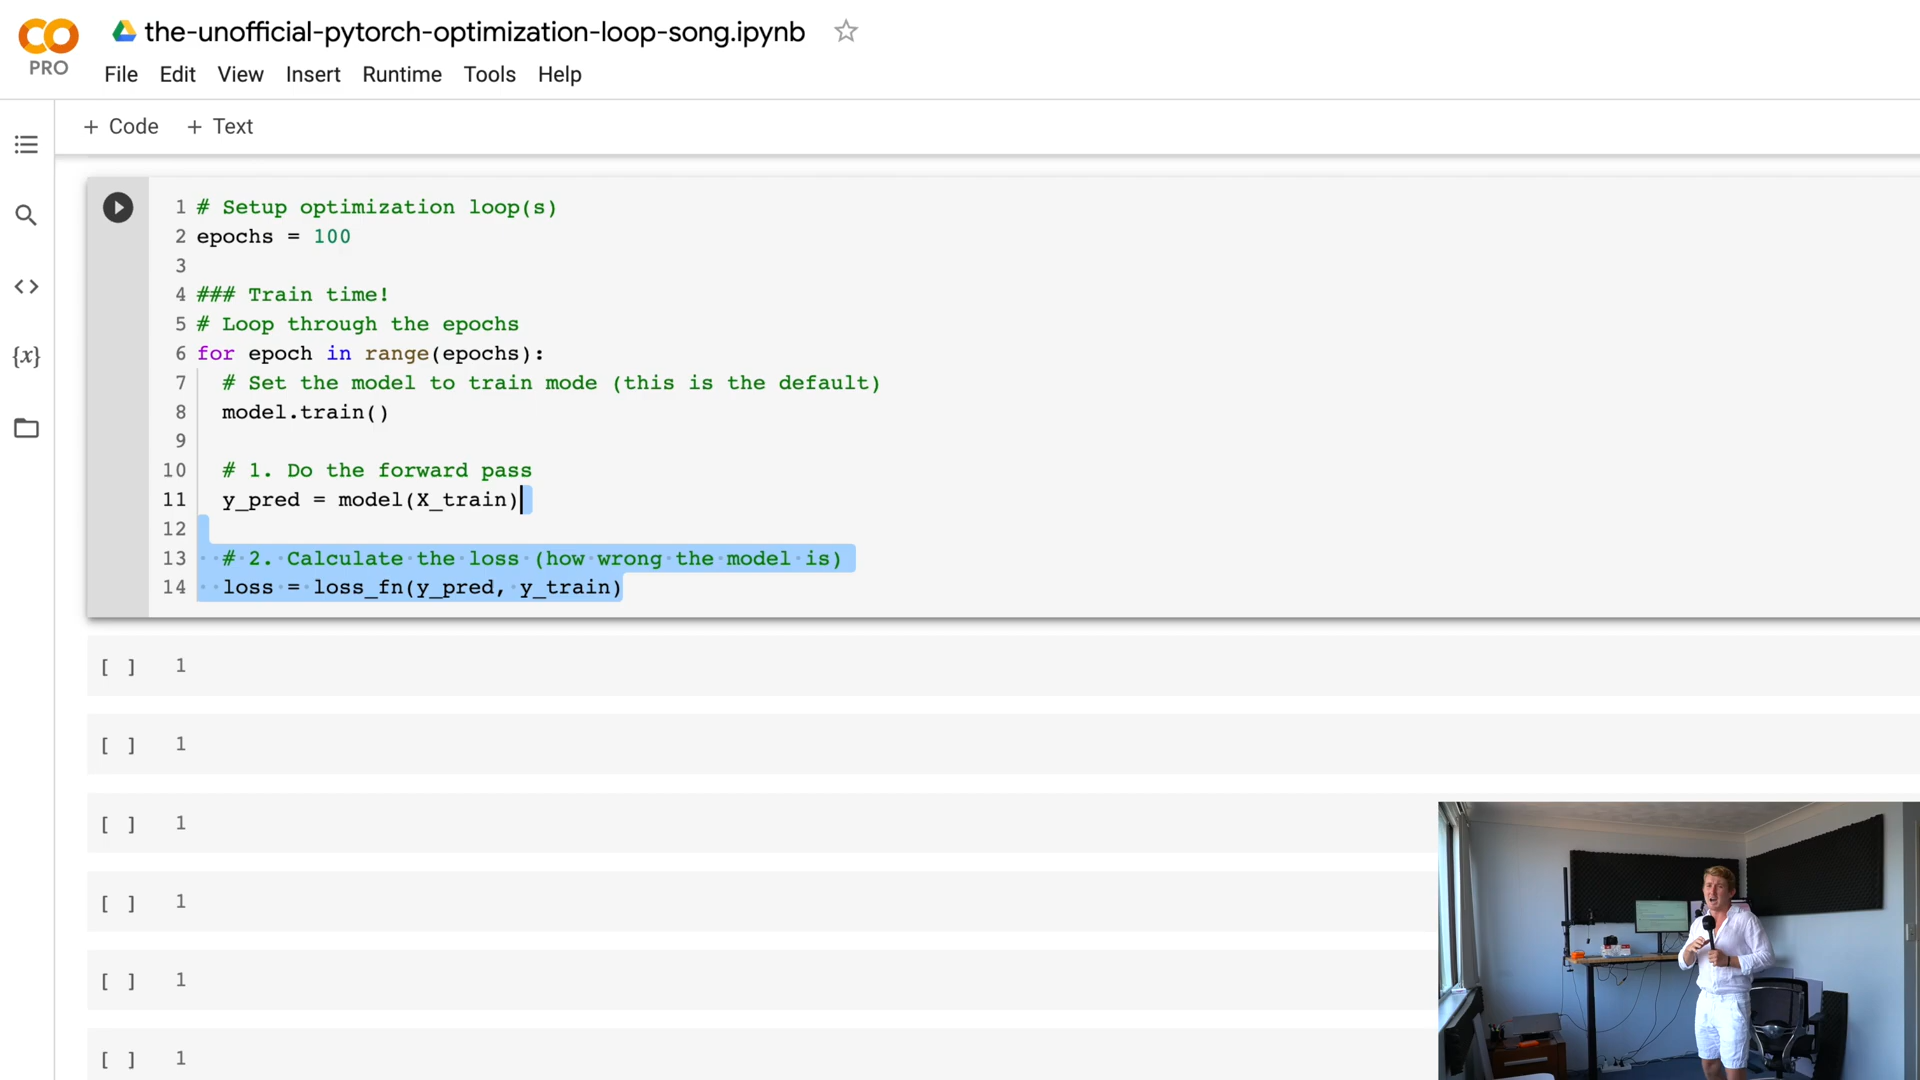 CO
PRO
the-unofficial-pytorch-optimization-loop-song.ipynb
File Edit View Insert Runtime Tools Help
+ Code + Text
{x}
1 # Setup optimization loop(s)
2 epochs = 100
3
4 ### Train time!
5 # Loop through the epochs
6 for epoch in range(epochs):
7 # Set the model to train mode (this is the default)
8 model.train()
9
10 # 1. Do the forward pass
11 y_pred = model(X_train)
12
13 # 2. Calculate the loss (how wrong the model is)
14 loss = loss_fn(y_pred, y_train)
[ ] 1
[ ] 1
[ ] 1
[ ] 1
[ ] 1
[ ] 1